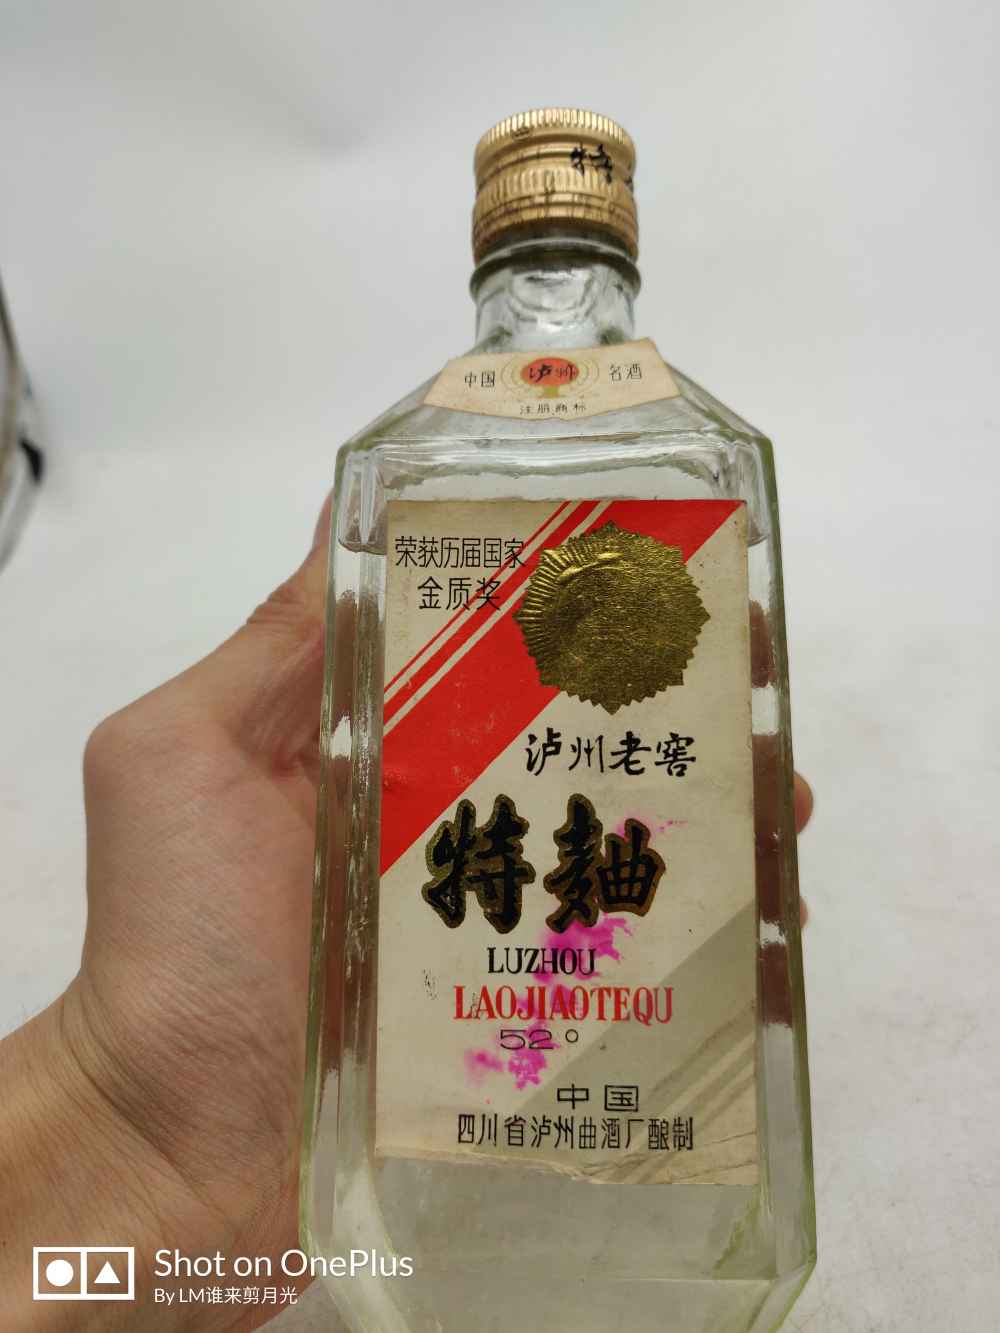 特
中国 泸州 名酒
注册商标
荣获历届国家
金质奖
泸州老窖
特麯
LUZHOU
LAOJIAOTEQU
52°
中国
四川省泸州曲酒厂酿制
Shot on OnePlus
By LM谁来剪月光